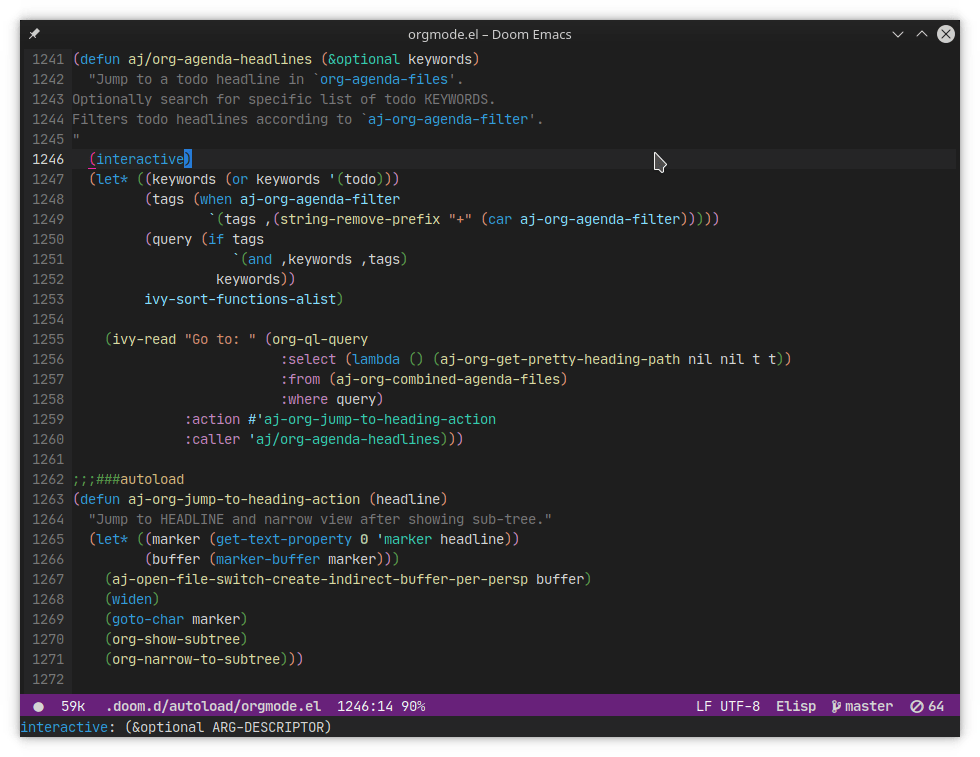 orgmode.el – Doom Emacs
1241 (defun aj/org-agenda-headlines (&optional keywords)
1242   "Jump to a todo headline in `org-agenda-files'.
1243 Optionally search for specific list of todo KEYWORDS.
1244 Filters todo headlines according to `aj-org-agenda-filter'.
1245 "
1246   (interactive)
1247   (let* ((keywords (or keywords '(todo)))
1248          (tags (when aj-org-agenda-filter
1249                  `(tags ,(string-remove-prefix "+" (car aj-org-agenda-filter)))))
1250          (query (if tags
1251                     `(and ,keywords ,tags)
1252                   keywords))
1253          ivy-sort-functions-alist)
1254
1255     (ivy-read "Go to: " (org-ql-query
1256                           :select (lambda () (aj-org-get-pretty-heading-path nil nil t t))
1257                           :from (aj-org-combined-agenda-files)
1258                           :where query)
1259               :action #'aj-org-jump-to-heading-action
1260               :caller 'aj/org-agenda-headlines)))
1261
1262 ;;;###autoload
1263 (defun aj-org-jump-to-heading-action (headline)
1264   "Jump to HEADLINE and narrow view after showing sub-tree."
1265   (let* ((marker (get-text-property 0 'marker headline))
1266          (buffer (marker-buffer marker)))
1267     (aj-open-file-switch-create-indirect-buffer-per-persp buffer)
1268     (widen)
1269     (goto-char marker)
1270     (org-show-subtree)
1271     (org-narrow-to-subtree)))
1272
59k .doom.d/autoload/orgmode.el 1246:14 90% LF UTF-8 Elisp master 64
interactive: (&optional ARG-DESCRIPTOR)